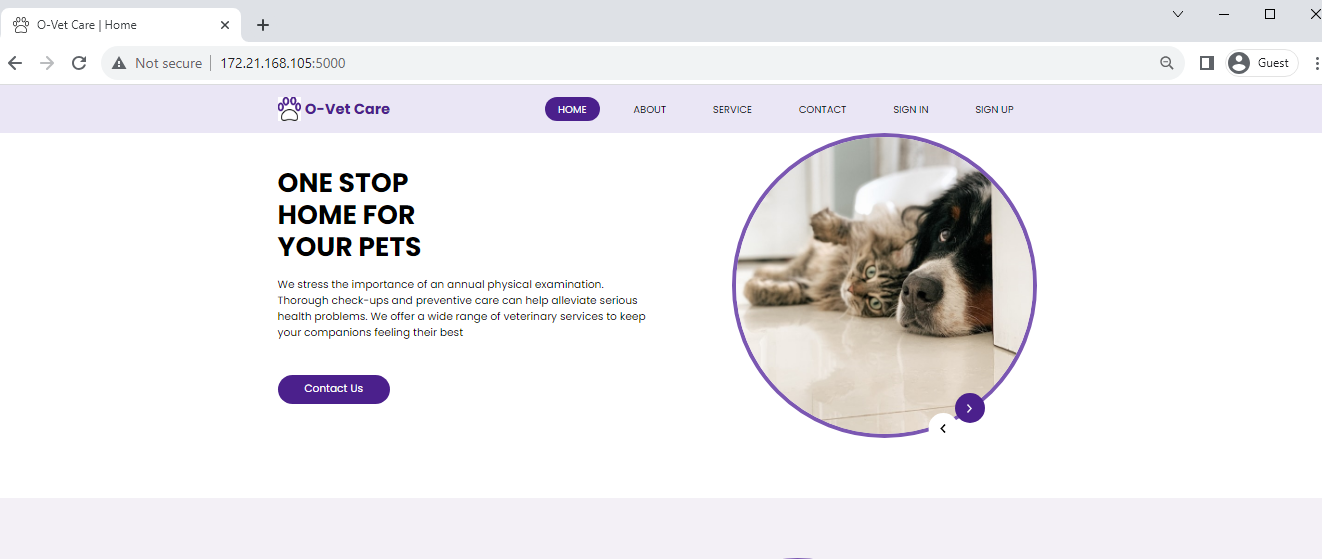 O-Vet Care | Home
Not secure
172.21.168.105:5000
Guest
O-Vet Care
HOME
ABOUT
SERVICE
CONTACT
SIGN IN
SIGN UP
ONE STOP
HOME FOR
YOUR PETS
We stress the importance of an annual physical examination.
Thorough check-ups and preventive care can help alleviate serious
health problems. We offer a wide range of veterinary services to keep
your companions feeling their best
Contact Us